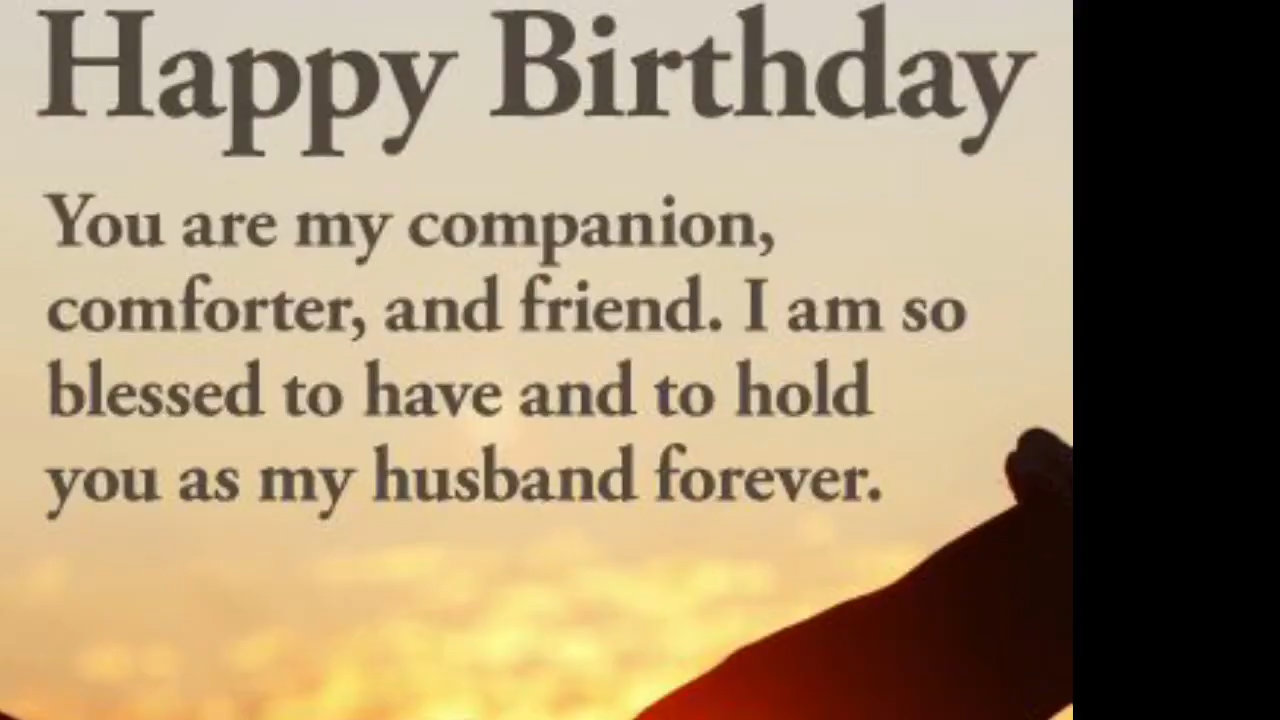 Happy Birthday
You are my companion,
comforter, and friend. I am so
blessed to have and to hold
you as my husband forever.